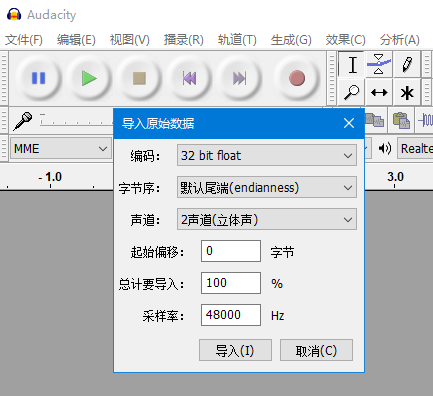 Audacity
文件(F) 编辑(E) 视图(V) 播录(R) 轨道(T) 生成(G) 效果(C) 分析(A)
导入原始数据
MME
Realte
- 1.0
3.0
编码： 32 bit float
字节序： 默认尾端(endianness)
声道： 2声道(立体声)
起始偏移： 0 字节
总计要导入： 100 %
采样率： 48000 Hz
导入(I) 取消(C)